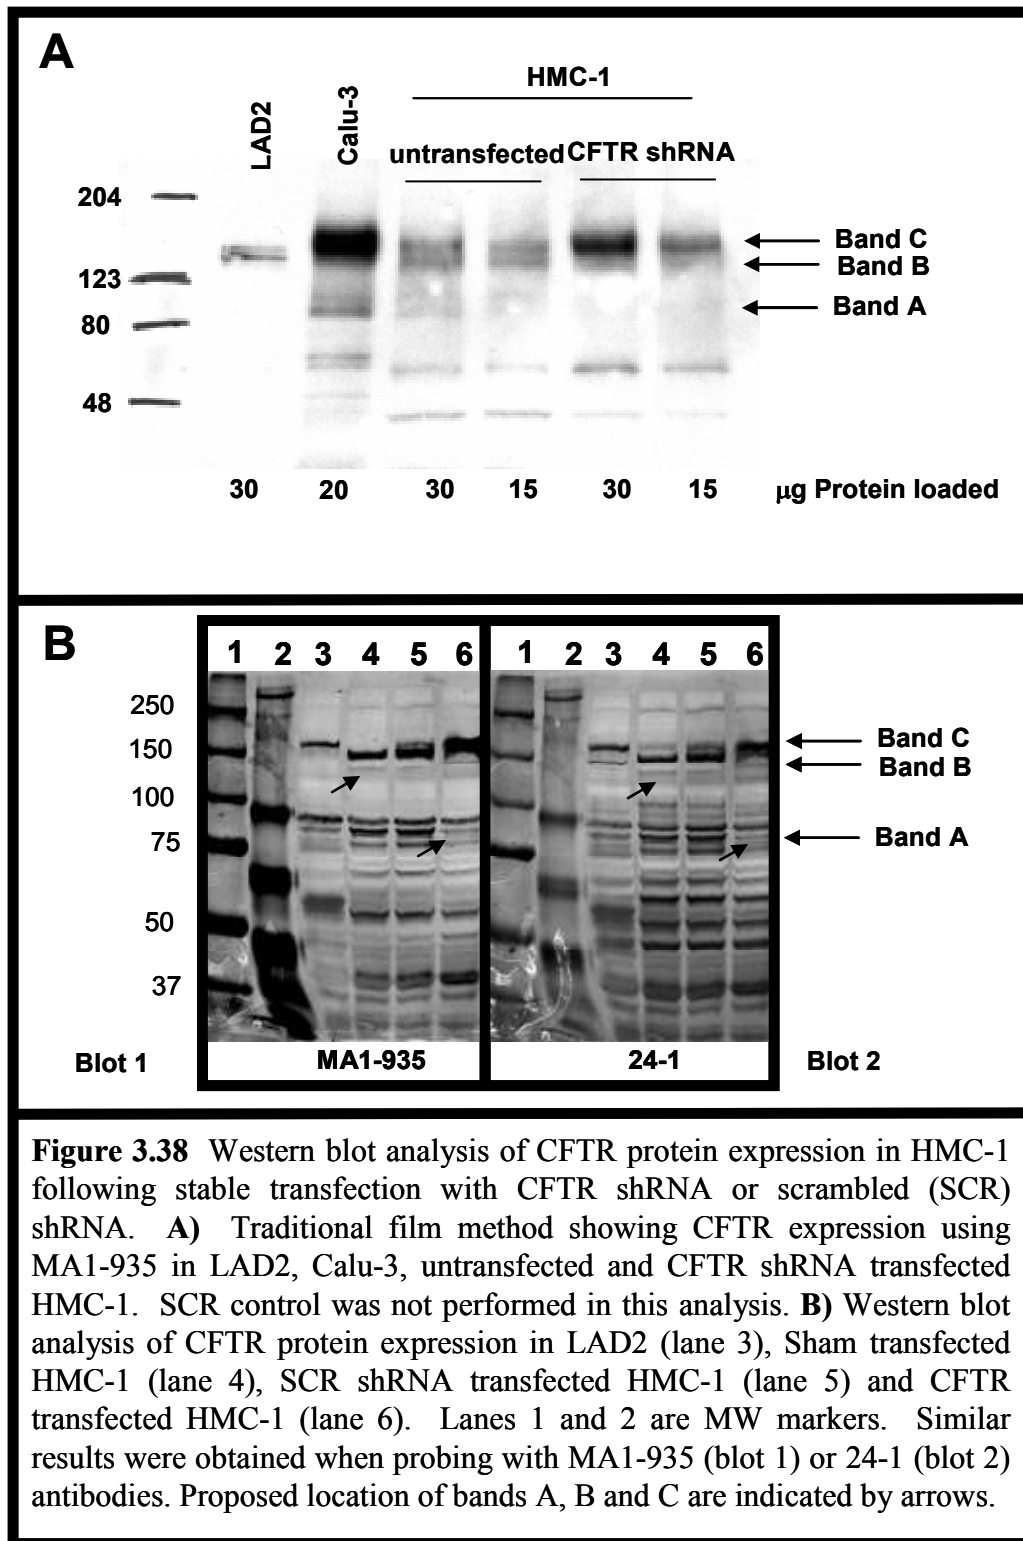 A
HMC-1
LAD2
Calu-3
untransfected CFTR shRNA
204
123
80
48
Band C
Band B
Band A
30 20 30 15 30 15 µg Protein loaded
B
1 2 3 4 5 6 1 2 3 4 5 6
250
150
100
75
50
37
Band C
Band B
Band A
Blot 1 MA1-935 24-1 Blot 2
Figure 3.38 Western blot analysis of CFTR protein expression in HMC-1
following stable transfection with CFTR shRNA or scrambled (SCR)
shRNA. A) Traditional film method showing CFTR expression using
MA1-935 in LAD2, Calu-3, untransfected and CFTR shRNA transfected
HMC-1. SCR control was not performed in this analysis. B) Western blot
analysis of CFTR protein expression in LAD2 (lane 3), Sham transfected
HMC-1 (lane 4), SCR shRNA transfected HMC-1 (lane 5) and CFTR
transfected HMC-1 (lane 6). Lanes 1 and 2 are MW markers. Similar
results were obtained when probing with MA1-935 (blot 1) or 24-1 (blot 2)
antibodies. Proposed location of bands A, B and C are indicated by arrows.